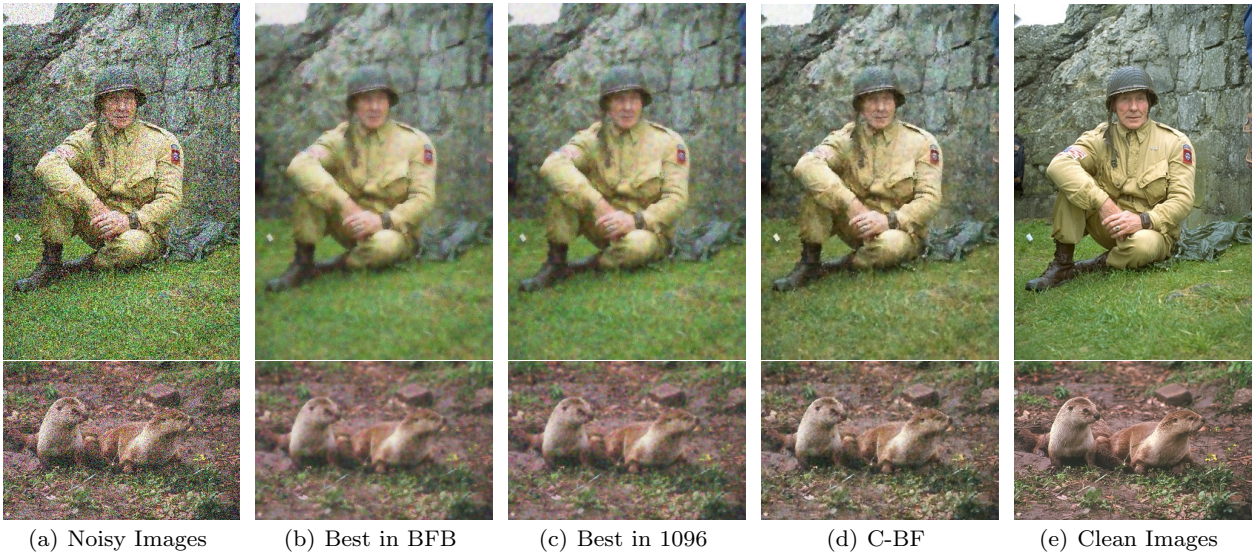 (a) Noisy Images
(b) Best in BFB
(c) Best in 1096
(d) C-BF
(e) Clean Images